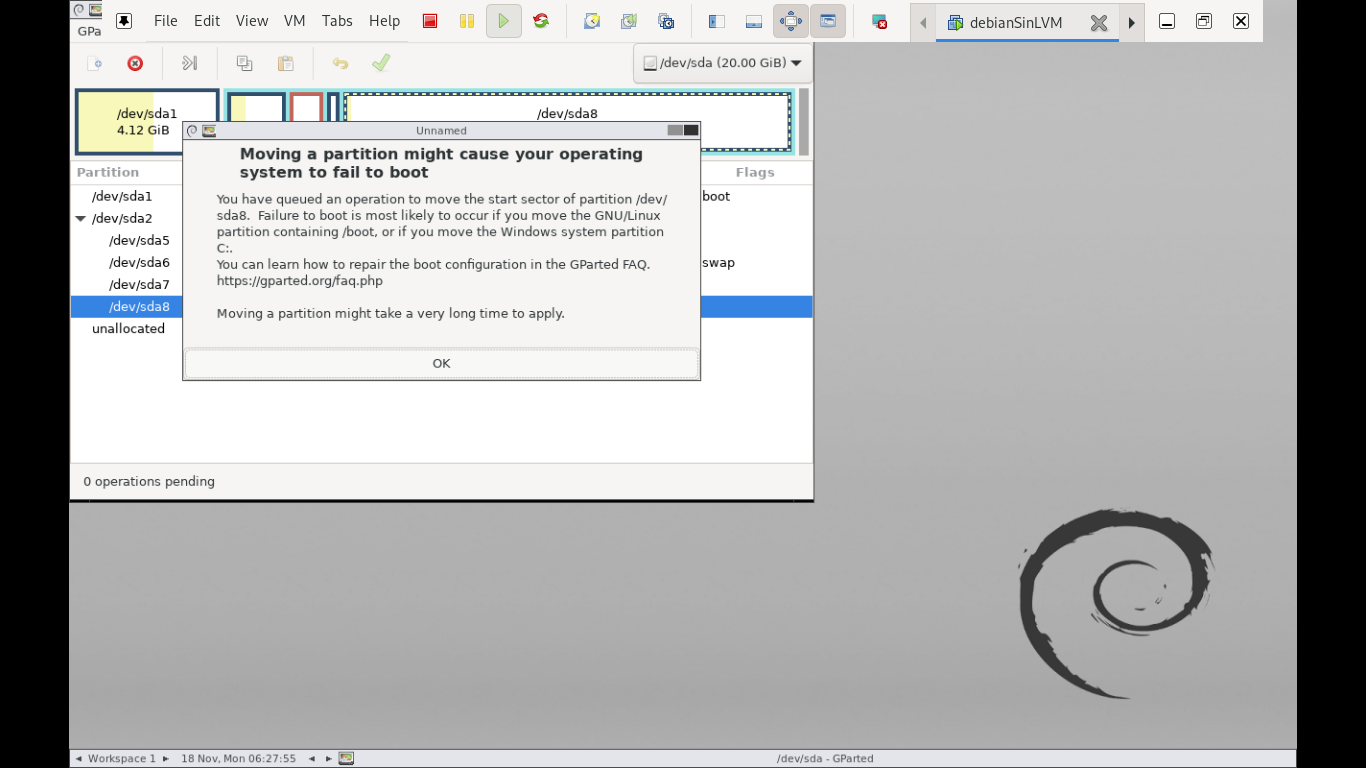 File Edit View VM Tabs Help
debianSinLVM
GPa
/dev/sda (20.00 GiB)
/dev/sda1
4.12 GiB
/dev/sda8
Unnamed
Moving a partition might cause your operating
system to fail to boot
You have queued an operation to move the start sector of partition /dev/
sda8.  Failure to boot is most likely to occur if you move the GNU/Linux
partition containing /boot, or if you move the Windows system partition
C:.
You can learn how to repair the boot configuration in the GParted FAQ.
https://gparted.org/faq.php
Moving a partition might take a very long time to apply.
OK
Partition Flags
/dev/sda1 boot
/dev/sda2
/dev/sda5
/dev/sda6 swap
/dev/sda7
/dev/sda8
unallocated
0 operations pending
Workspace 1 18 Nov, Mon 06:27:55 /dev/sda - GParted